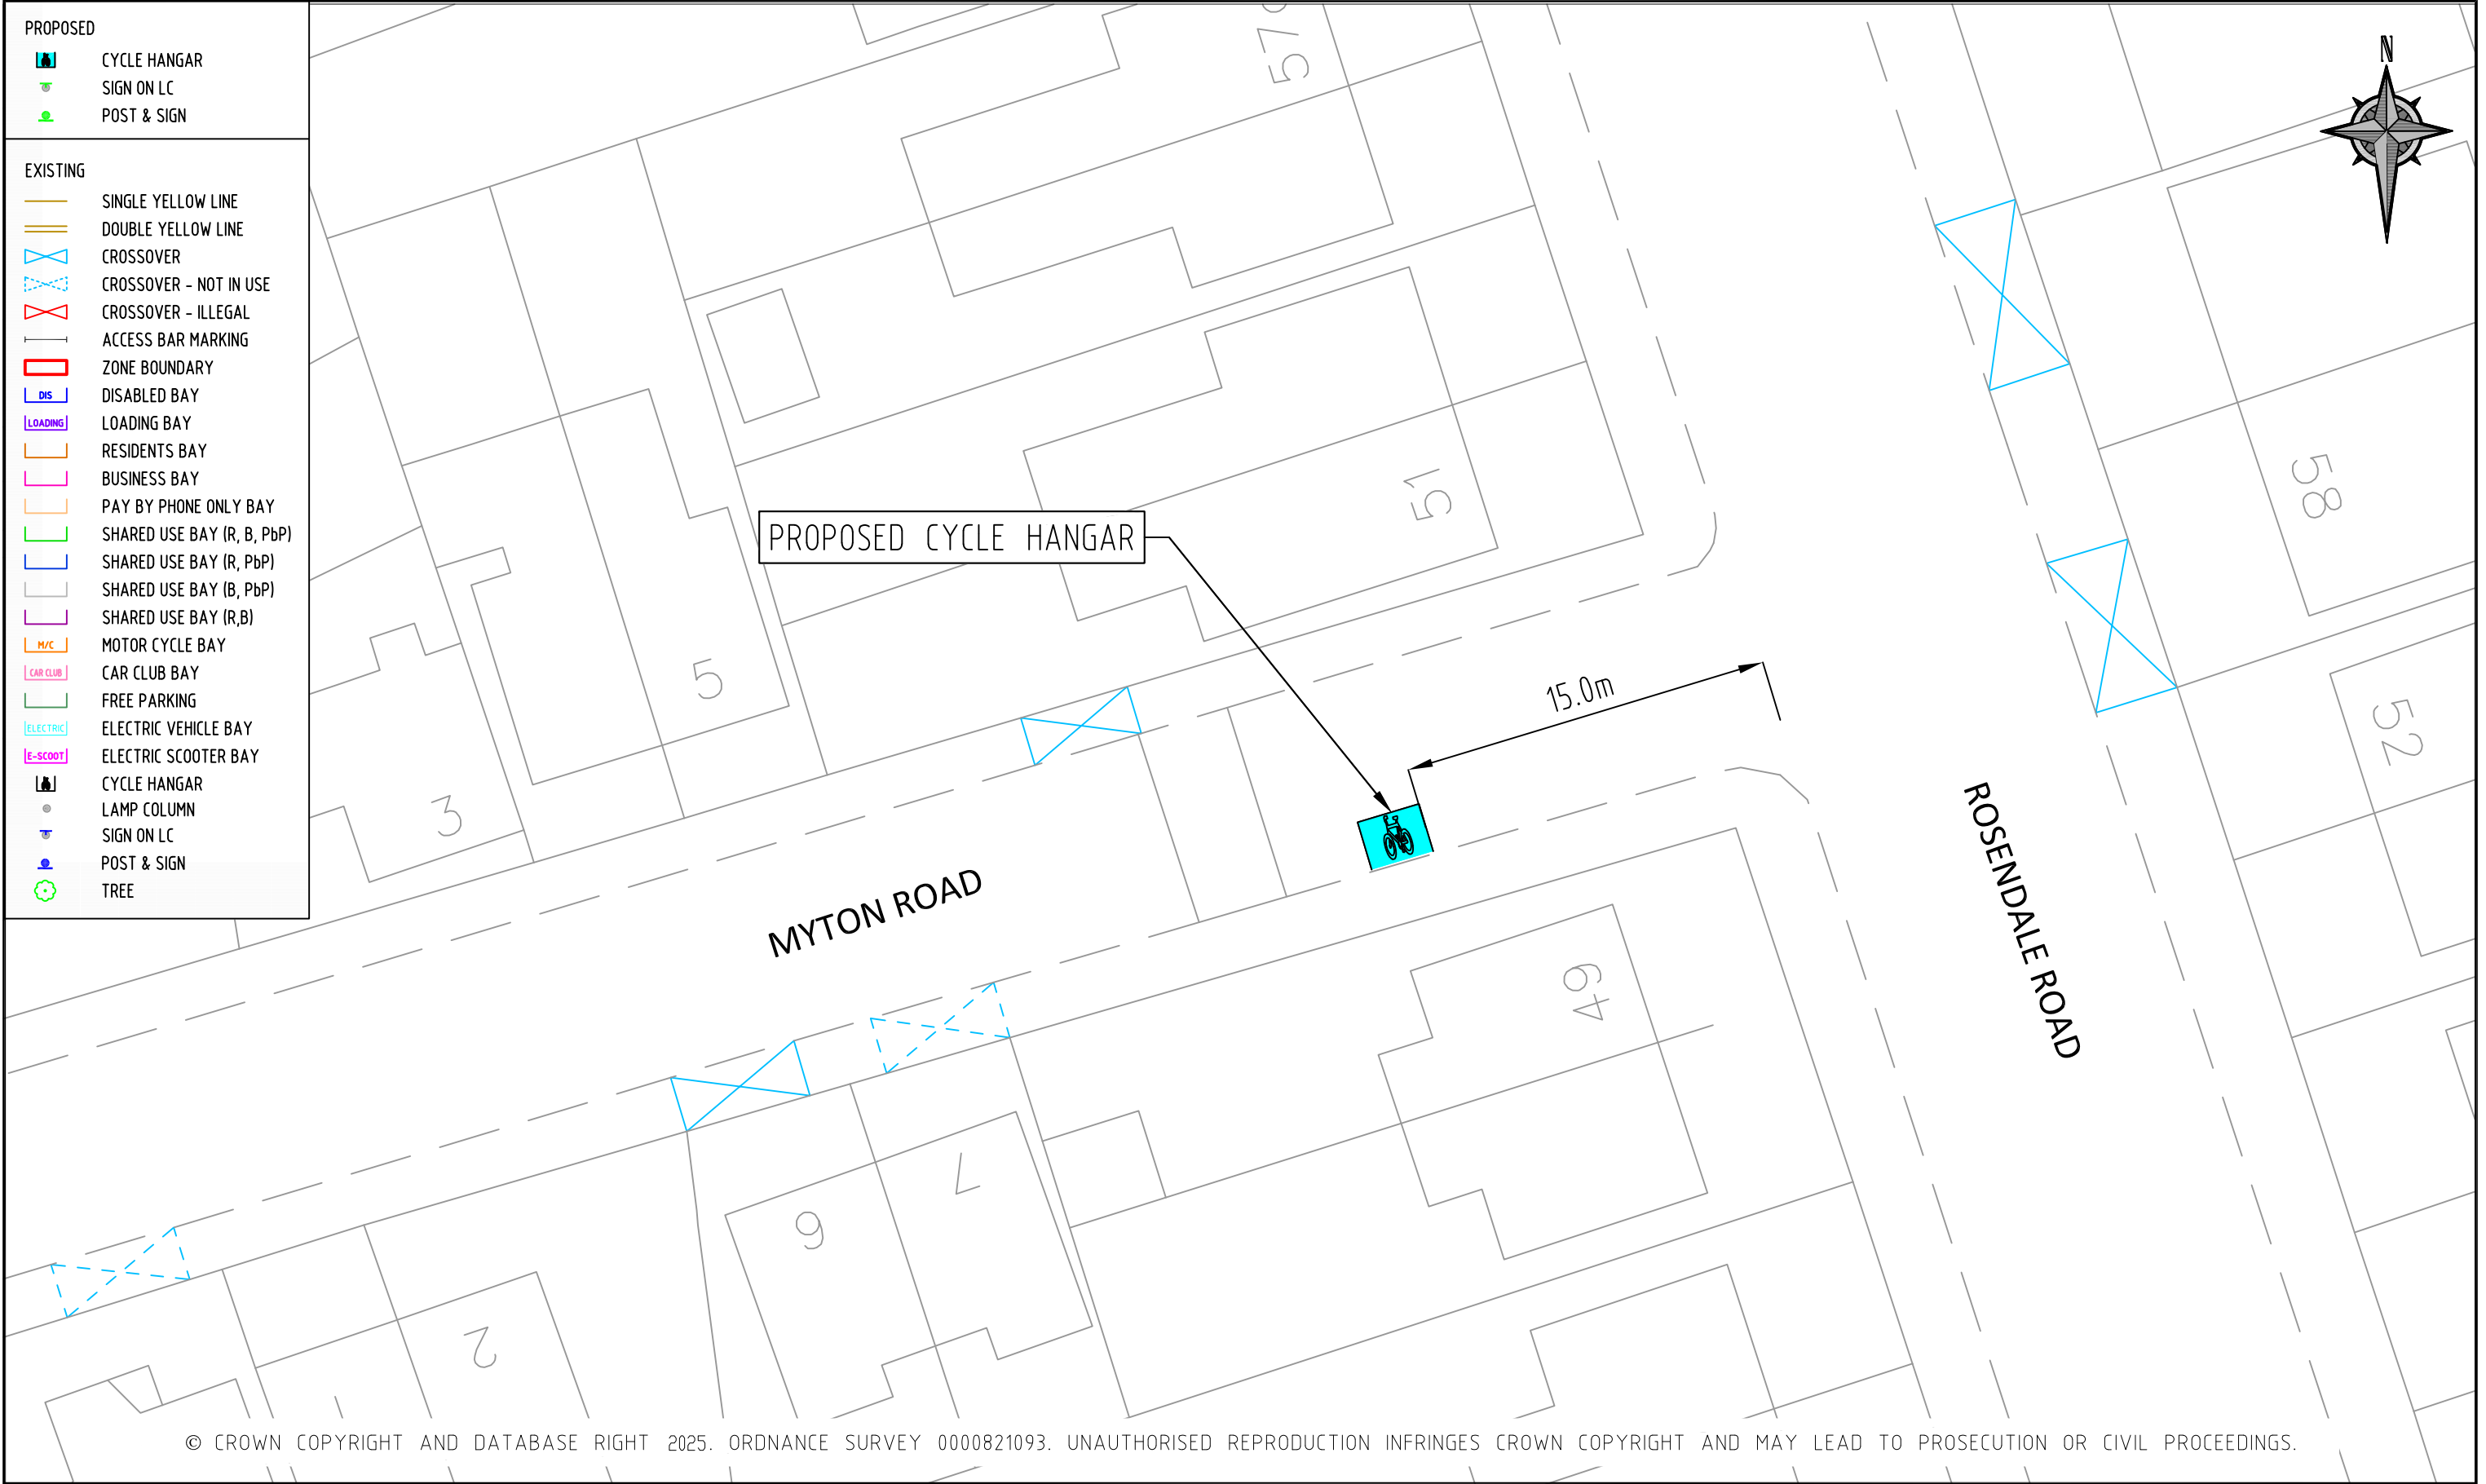 PROPOSED
CYCLE HANGAR
SIGN ON LC
POST & SIGN
EXISTING
SINGLE YELLOW LINE
DOUBLE YELLOW LINE
CROSSOVER
CROSSOVER - NOT IN USE
CROSSOVER - ILLEGAL
ACCESS BAR MARKING
ZONE BOUNDARY
DIS DISABLED BAY
LOADING LOADING BAY
RESIDENTS BAY
BUSINESS BAY
PAY BY PHONE ONLY BAY
SHARED USE BAY (R, B, PbP)
SHARED USE BAY (R, PbP)
SHARED USE BAY (B, PbP)
SHARED USE BAY (R,B)
M/C MOTOR CYCLE BAY
CAR CLUB CAR CLUB BAY
FREE PARKING
ELECTRIC ELECTRIC VEHICLE BAY
E-SCOOT ELECTRIC SCOOTER BAY
CYCLE HANGAR
LAMP COLUMN
SIGN ON LC
POST & SIGN
TREE
N
58
51
PROPOSED CYCLE HANGAR
5
15.0m
52
3
MYTON ROAD
ROSENDALE ROAD
49
7
6
2
© CROWN COPYRIGHT AND DATABASE RIGHT 2025. ORDNANCE SURVEY 0000821093. UNAUTHORISED REPRODUCTION INFRINGES CROWN COPYRIGHT AND MAY LEAD TO PROSECUTION OR CIVIL PROCEEDINGS.